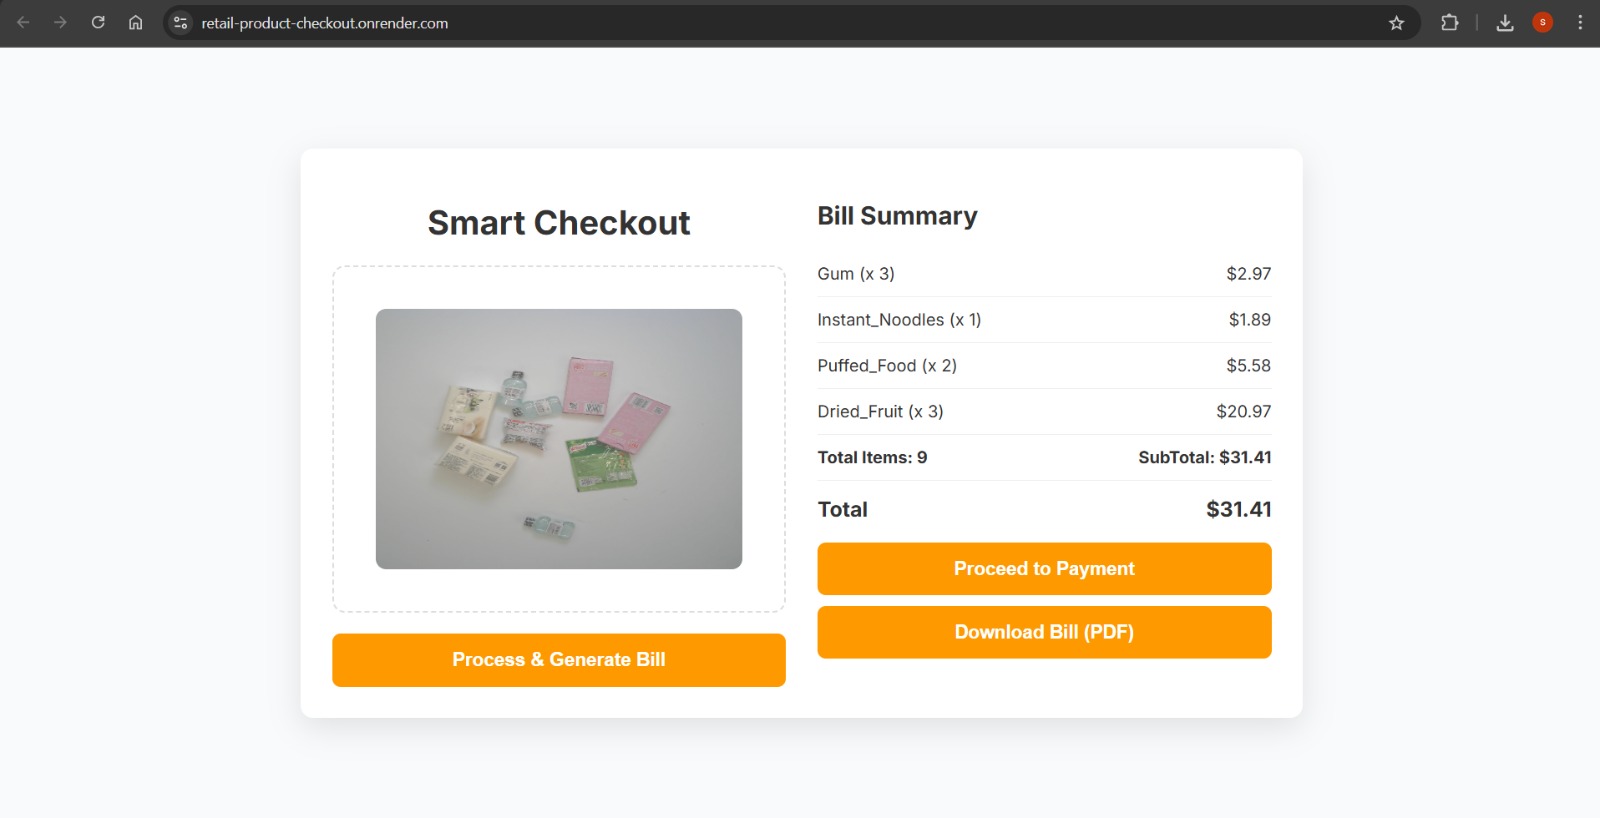 retail-product-checkout.onrender.com
S
Smart Checkout
Process & Generate Bill
Bill Summary
Gum (x 3) $2.97
Instant_Noodles (x 1) $1.89
Puffed_Food (x 2) $5.58
Dried_Fruit (x 3) $20.97
Total Items: 9 SubTotal: $31.41
Total $31.41
Proceed to Payment
Download Bill (PDF)